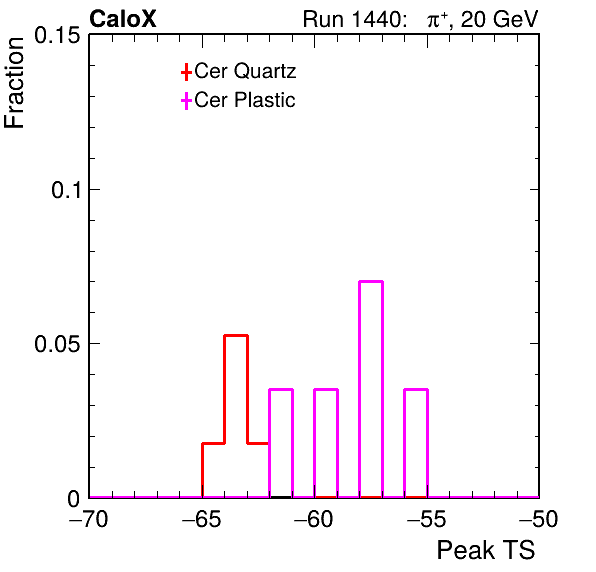 CaloX Run 1440: π⁺, 20 GeV
Fraction
0.15
Cer Quartz
Cer Plastic
0.1
0.05
0
−70 −65 −60 −55 −50
Peak TS